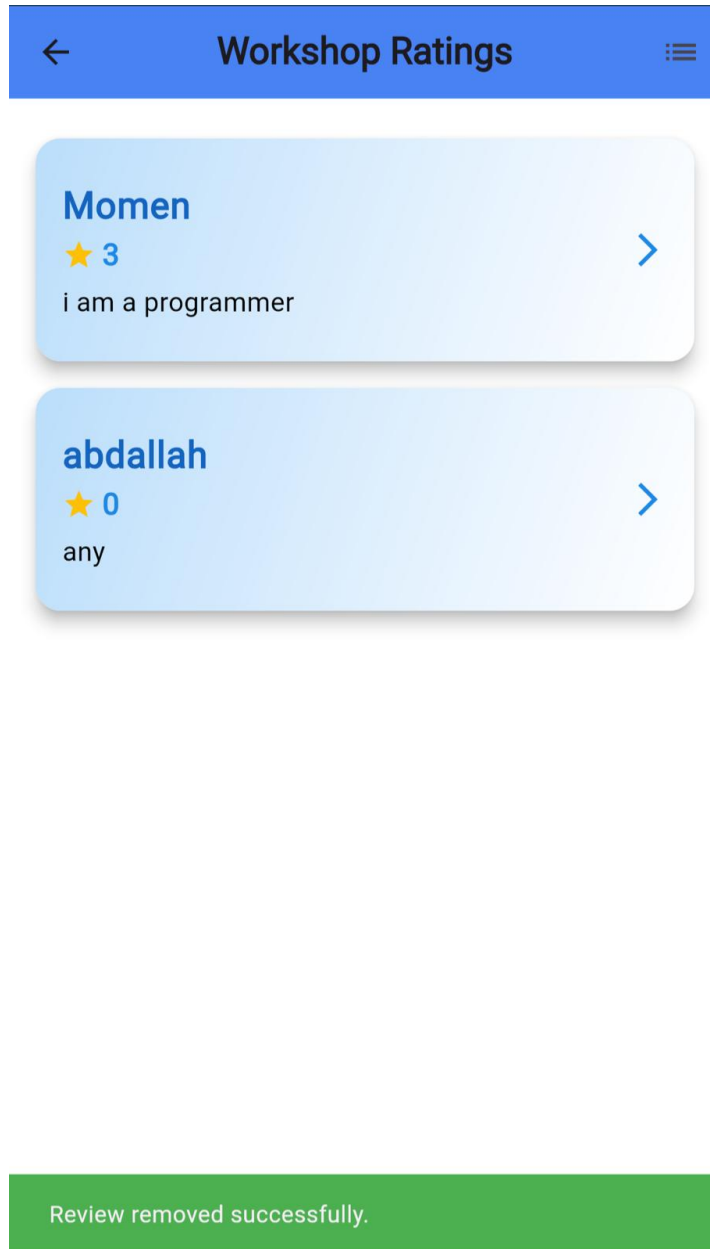 Workshop Ratings
Momen
3
i am a programmer
abdallah
0
any
Review removed successfully.